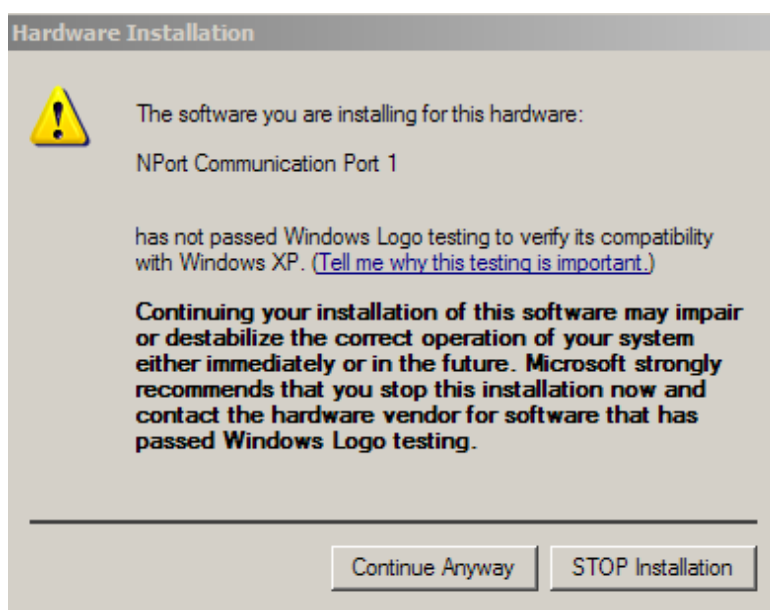 Hardware Installation
The software you are installing for this hardware:
NPort Communication Port 1
has not passed Windows Logo testing to verify its compatibility
with Windows XP. (Tell me why this testing is important.)
Continuing your installation of this software may impair
or destabilize the correct operation of your system
either immediately or in the future. Microsoft strongly
recommends that you stop this installation now and
contact the hardware vendor for software that has
passed Windows Logo testing.
Continue Anyway
STOP Installation